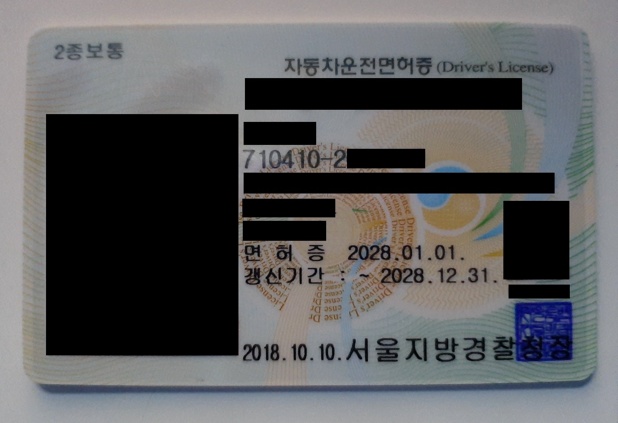 2종보통
자동차운전면허증 (Driver's License)
710410-2
면 허 증 2028.01.01.
갱신기간 : ~ 2028.12.31.
2018.10.10. 서울지방경찰청장